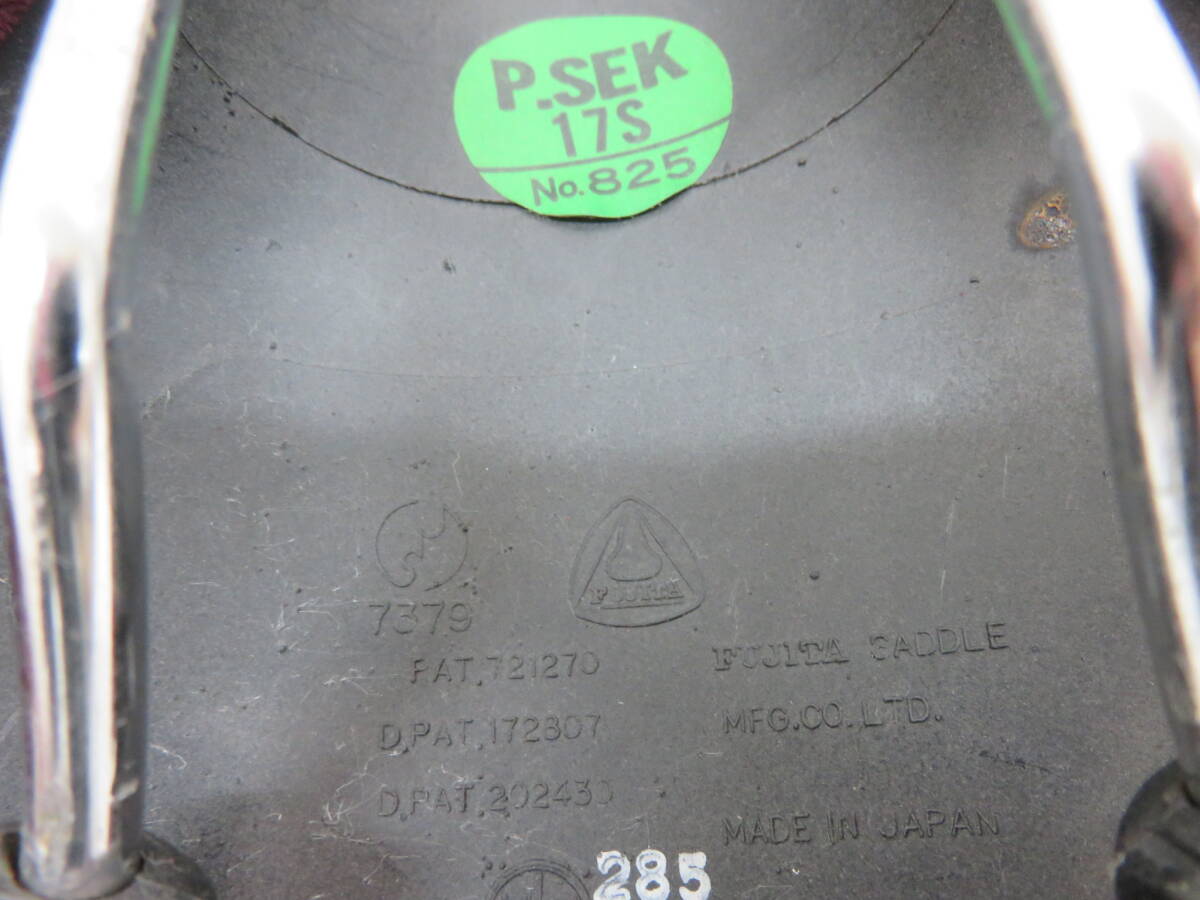 P.SEK
17S
No.825
FUJITA
7379
PAT.721270
D.PAT.172807
D.PAT.202430
FUJITA SADDLE
MFG.CO.LTD.
MADE IN JAPAN
285